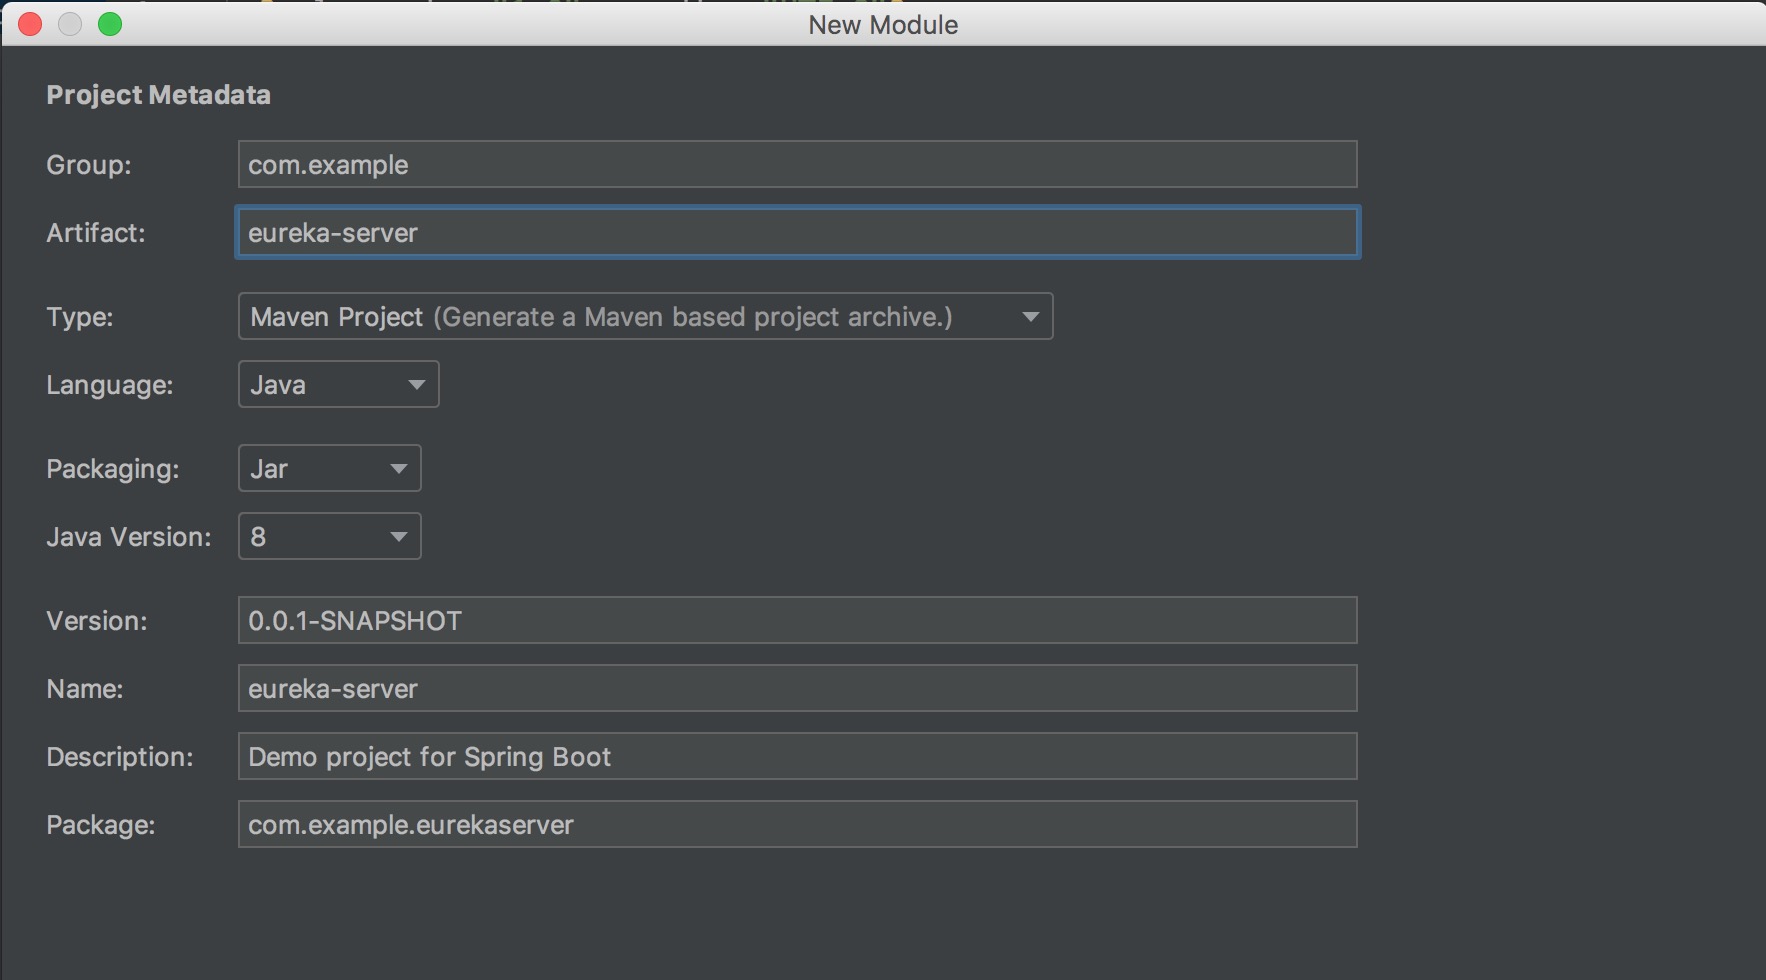 New Module
Project Metadata
Group: com.example
Artifact: eureka-server
Type: Maven Project (Generate a Maven based project archive.)
Language: Java
Packaging: Jar
Java Version: 8
Version: 0.0.1-SNAPSHOT
Name: eureka-server
Description: Demo project for Spring Boot
Package: com.example.eurekaserver